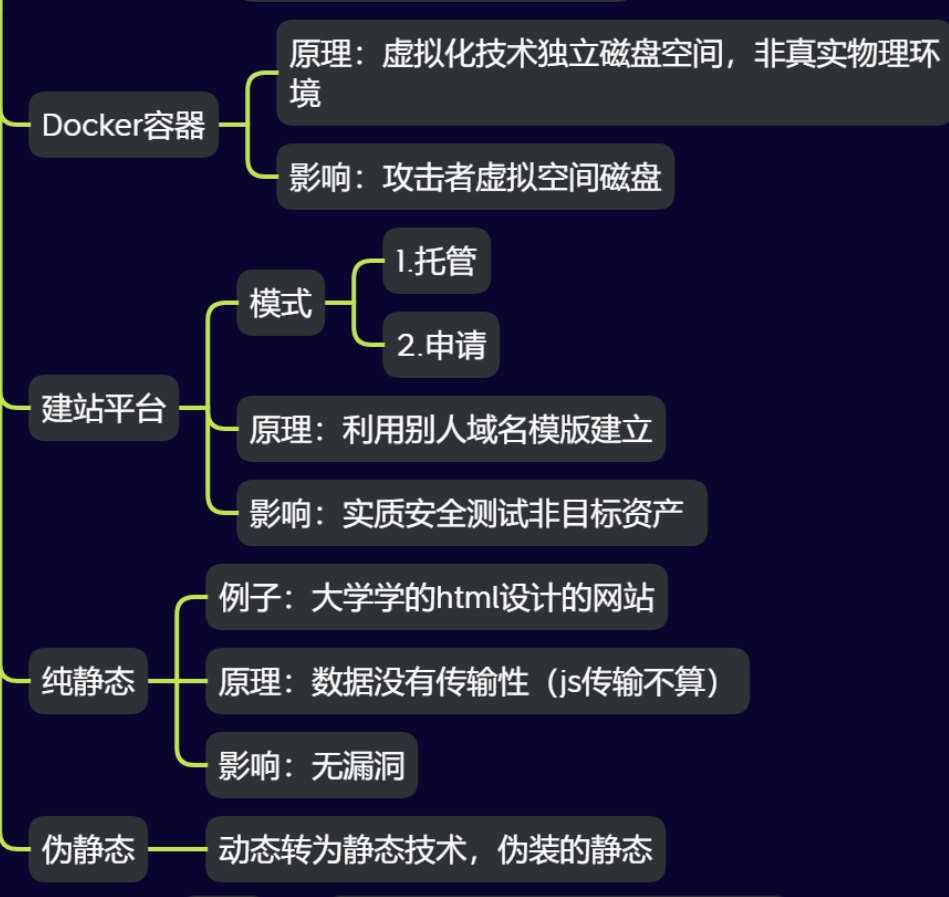 原理：虚拟化技术独立磁盘空间，非真实物理环
境
Docker容器
影响：攻击者虚拟空间磁盘
1.托管
模式
2.申请
建站平台
原理：利用别人域名模版建立
影响：实质安全测试非目标资产
例子：大学学的html设计的网站
纯静态
原理：数据没有传输性（js传输不算）
影响：无漏洞
伪静态
动态转为静态技术，伪装的静态